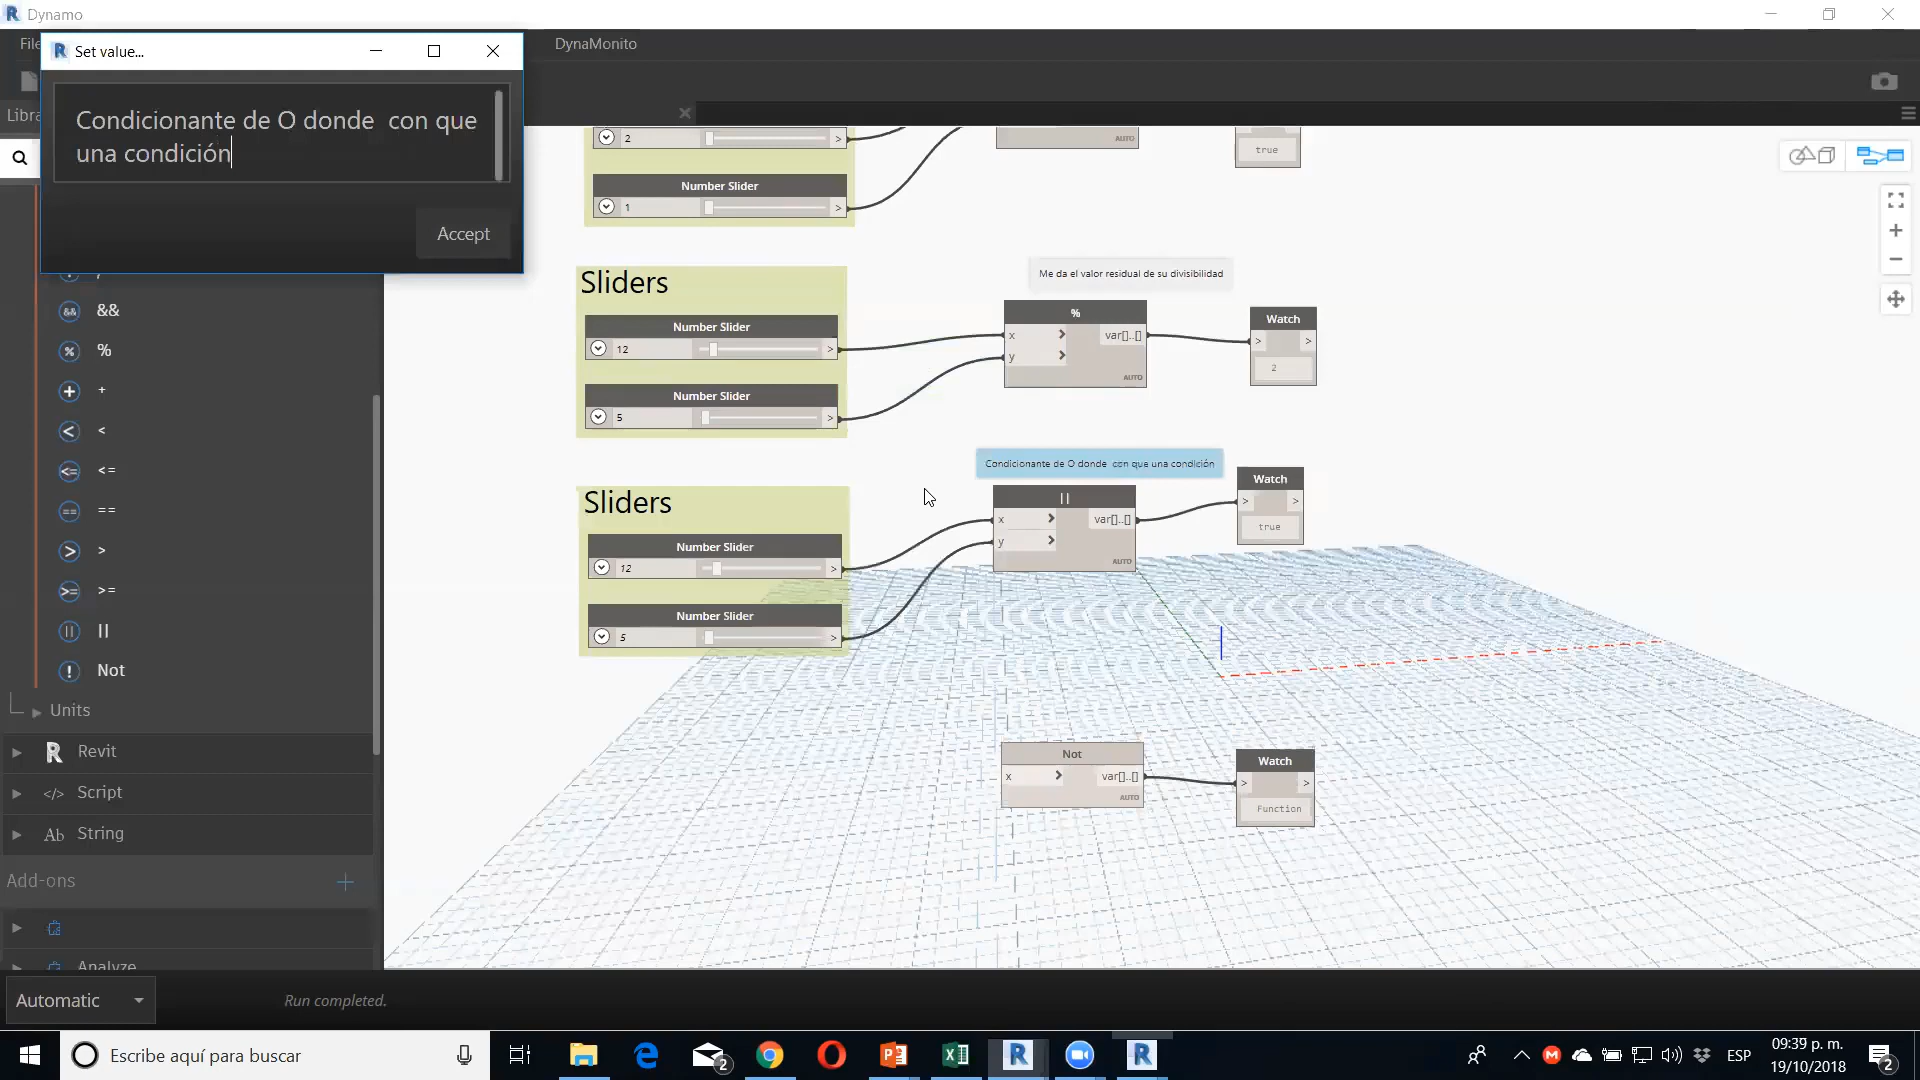 Dynamo
File
DynaMonito
Set value...
Condicionante de O donde  con que
una condición
Accept
Libra
2
AUTO
true
Number Slider
1
Sliders
Number Slider
12
Number Slider
5
Me da el valor residual de su divisibilidad
%
x
var[]..[]
y
AUTO
Watch
2
Sliders
Number Slider
12
Number Slider
5
Condicionante de O donde  con que una condición
||
x
var[]..[]
y
AUTO
Watch
true
Not
x
var[]..[]
AUTO
Watch
Function
&&
%
+
<
<=
==
>
>=
||
Not
Units
Revit
Script
String
Add-ons
Analyze
Automatic
Run completed.
Escribe aquí para buscar
2
ESP
09:39 p. m.
19/10/2018
2